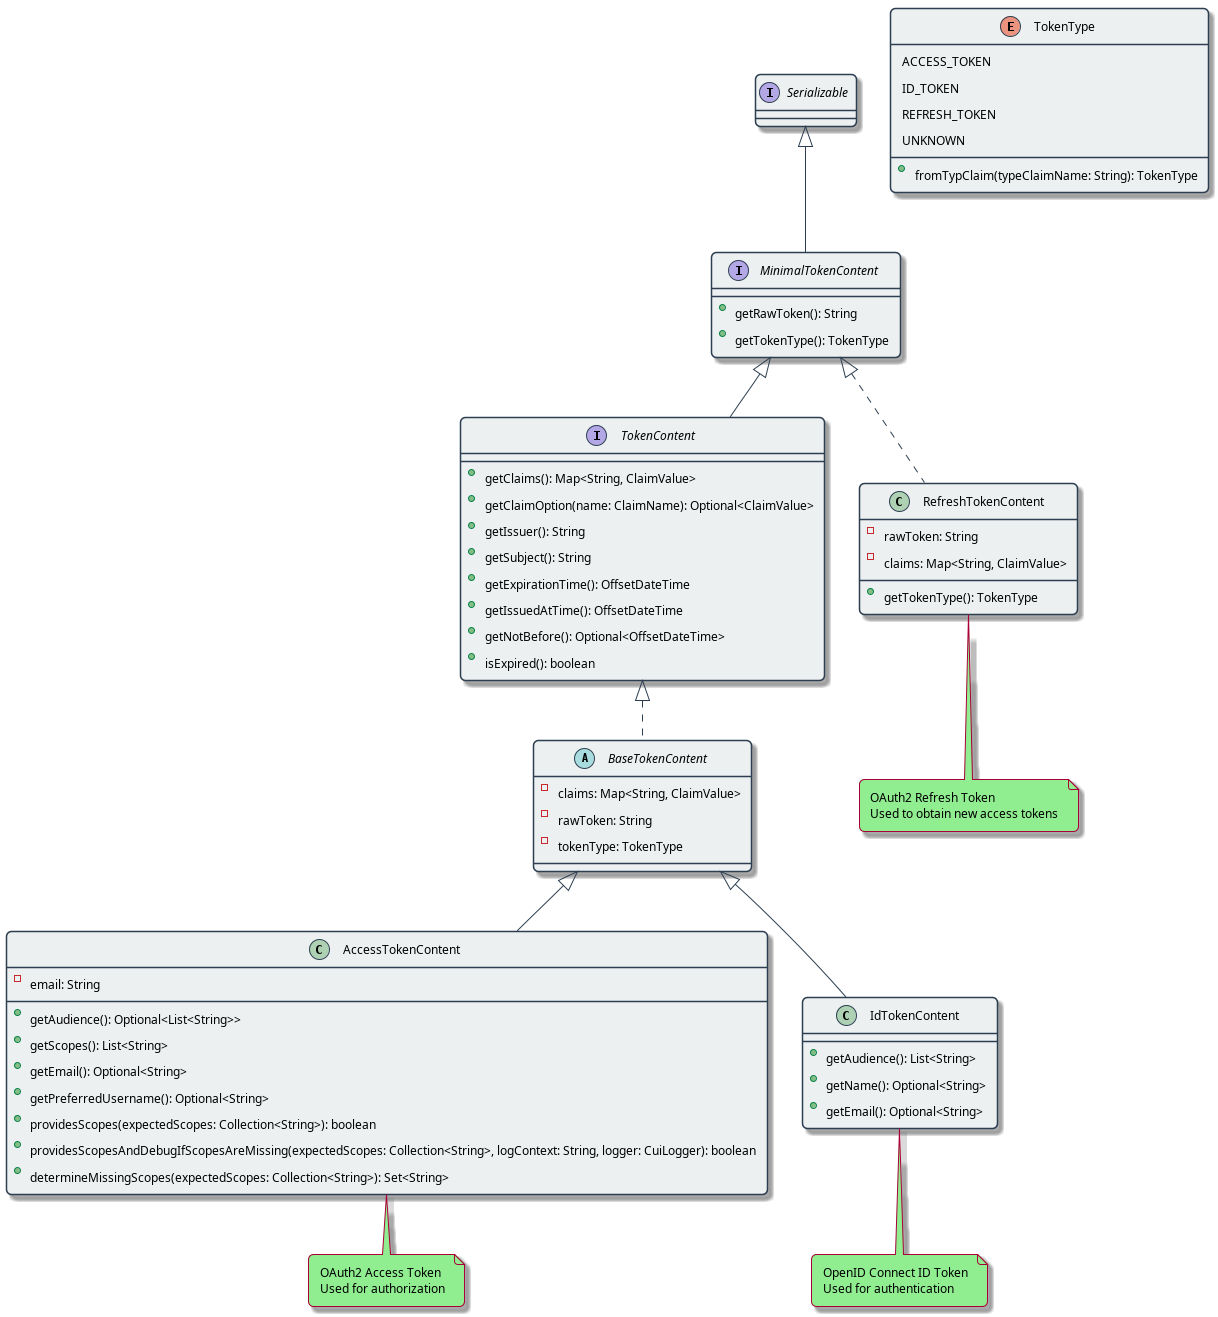 E TokenType
ACCESS_TOKEN
ID_TOKEN
REFRESH_TOKEN
UNKNOWN
fromTypClaim(typeClaimName: String): TokenType
I Serializable
I MinimalTokenContent
getRawToken(): String
getTokenType(): TokenType
I TokenContent
getClaims(): Map<String, ClaimValue>
getClaimOption(name: ClaimName): Optional<ClaimValue>
getIssuer(): String
getSubject(): String
getExpirationTime(): OffsetDateTime
getIssuedAtTime(): OffsetDateTime
getNotBefore(): Optional<OffsetDateTime>
isExpired(): boolean
C RefreshTokenContent
rawToken: String
claims: Map<String, ClaimValue>
getTokenType(): TokenType
A BaseTokenContent
claims: Map<String, ClaimValue>
rawToken: String
tokenType: TokenType
OAuth2 Refresh Token
Used to obtain new access tokens
C AccessTokenContent
email: String
getAudience(): Optional<List<String>>
getScopes(): List<String>
getEmail(): Optional<String>
getPreferredUsername(): Optional<String>
providesScopes(expectedScopes: Collection<String>): boolean
providesScopesAndDebugIfScopesAreMissing(expectedScopes: Collection<String>, logContext: String, logger: CuiLogger): boolean
determineMissingScopes(expectedScopes: Collection<String>): Set<String>
C IdTokenContent
getAudience(): List<String>
getName(): Optional<String>
getEmail(): Optional<String>
OAuth2 Access Token
Used for authorization
OpenID Connect ID Token
Used for authentication